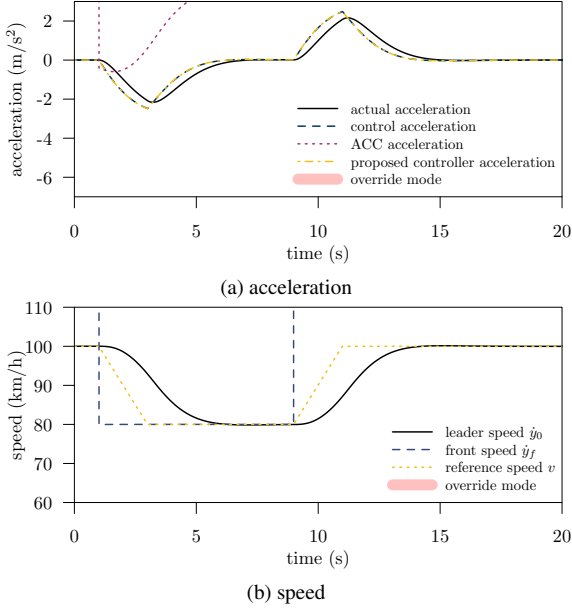 acceleration (m/s²)
2
0
-2
-4
-6
actual acceleration
control acceleration
ACC acceleration
proposed controller acceleration
override mode
0 5 10 15 20
time (s)
(a) acceleration
speed (km/h)
110
100
90
80
70
60
leader speed ẏ₀
front speed ẏ_f
reference speed v
override mode
0 5 10 15 20
time (s)
(b) speed